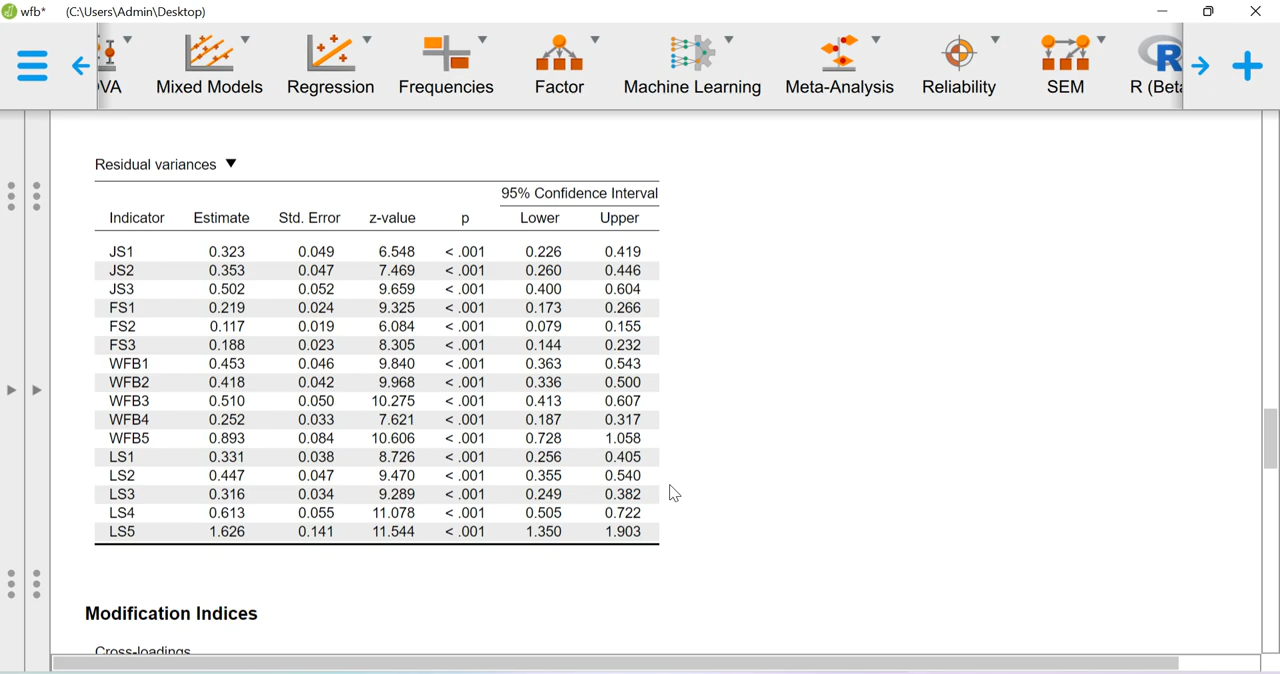 wfb* (C:\Users\Admin\Desktop)
VA Mixed Models Regression Frequencies Factor Machine Learning Meta-Analysis Reliability SEM R (Beta
Residual variances ▼
95% Confidence Interval
Indicator Estimate Std. Error z-value p Lower Upper
JS1 0.323 0.049 6.548 < .001 0.226 0.419
JS2 0.353 0.047 7.469 < .001 0.260 0.446
JS3 0.502 0.052 9.659 < .001 0.400 0.604
FS1 0.219 0.024 9.325 < .001 0.173 0.266
FS2 0.117 0.019 6.084 < .001 0.079 0.155
FS3 0.188 0.023 8.305 < .001 0.144 0.232
WFB1 0.453 0.046 9.840 < .001 0.363 0.543
WFB2 0.418 0.042 9.968 < .001 0.336 0.500
WFB3 0.510 0.050 10.275 < .001 0.413 0.607
WFB4 0.252 0.033 7.621 < .001 0.187 0.317
WFB5 0.893 0.084 10.606 < .001 0.728 1.058
LS1 0.331 0.038 8.726 < .001 0.256 0.405
LS2 0.447 0.047 9.470 < .001 0.355 0.540
LS3 0.316 0.034 9.289 < .001 0.249 0.382
LS4 0.613 0.055 11.078 < .001 0.505 0.722
LS5 1.626 0.141 11.544 < .001 1.350 1.903
Modification Indices
Cross-loadings